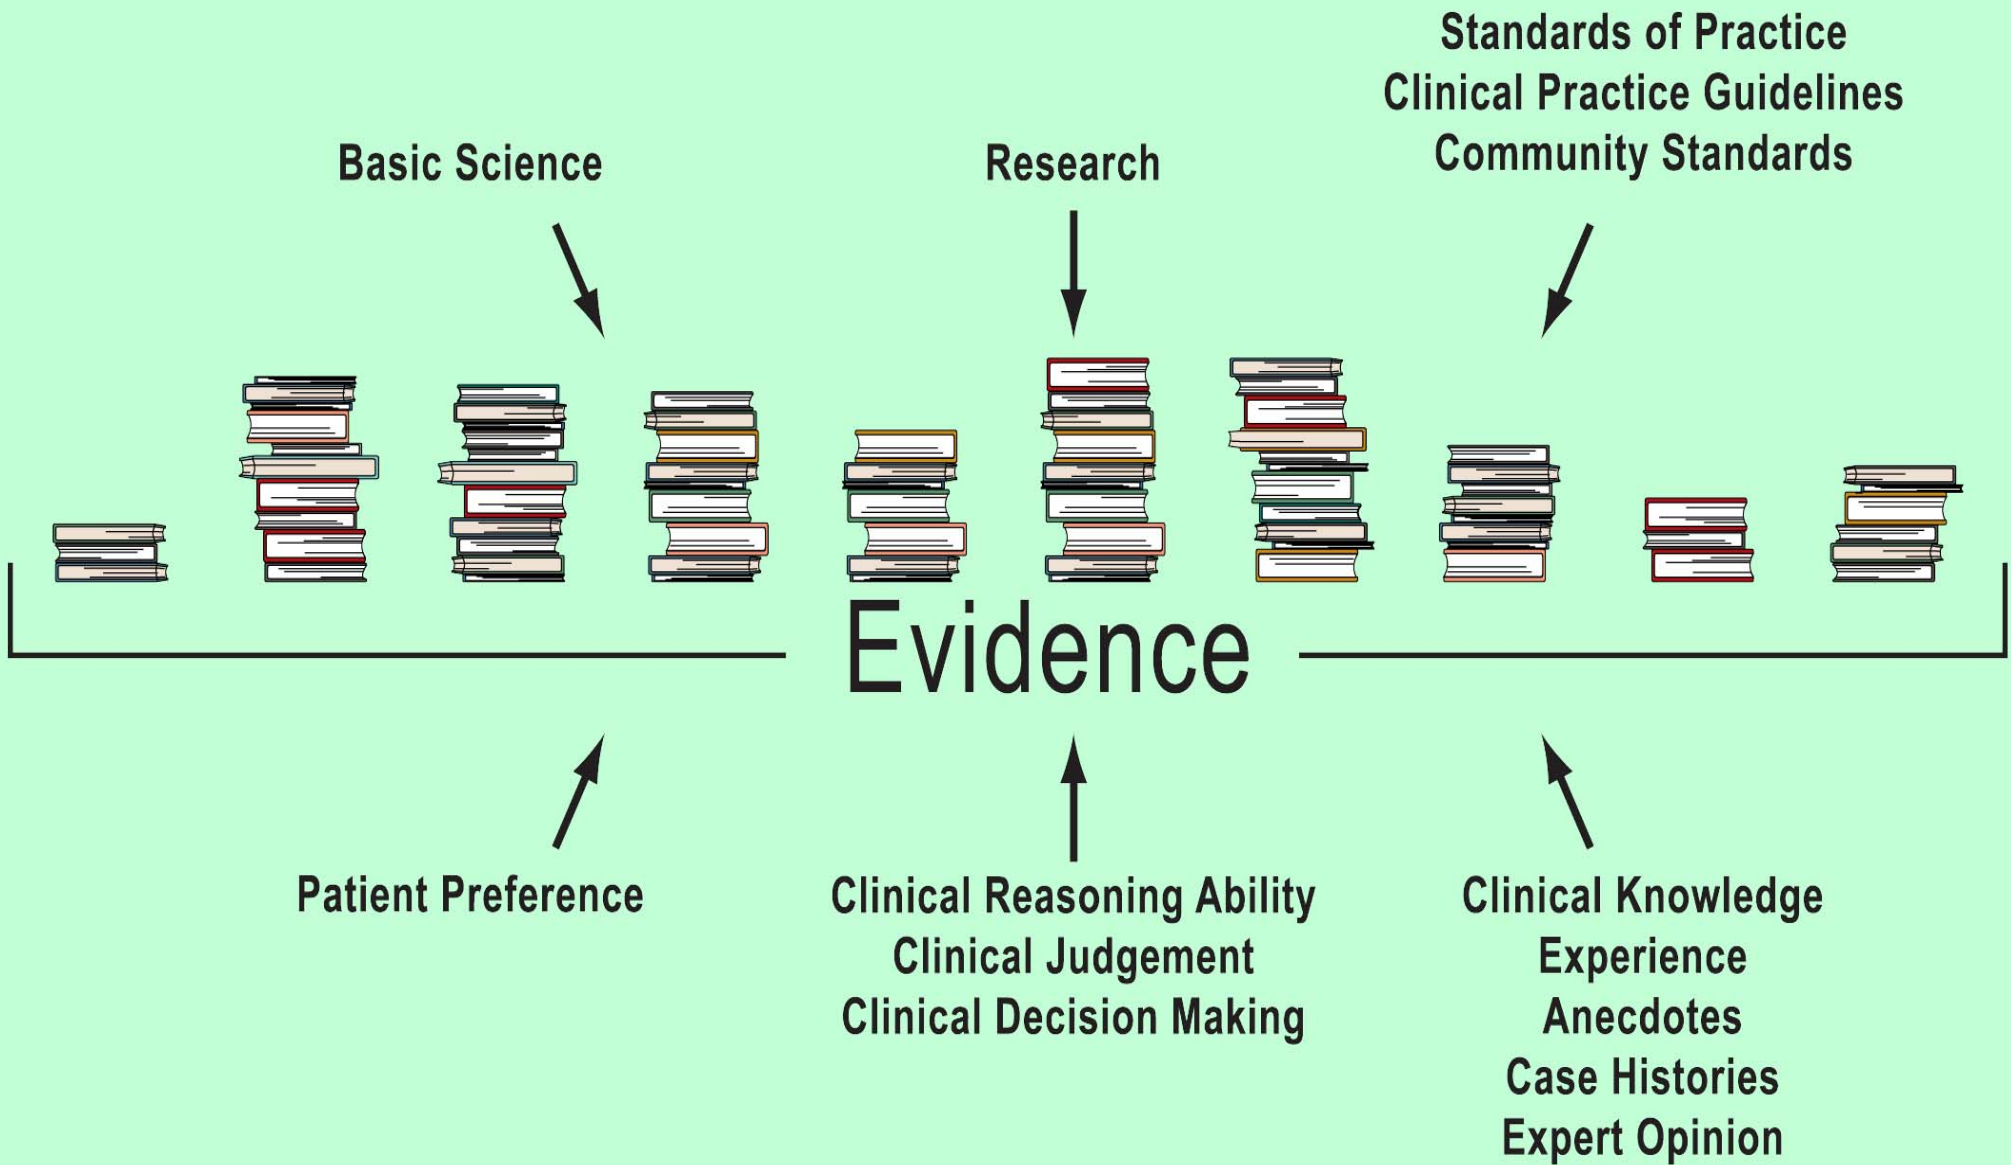 Basic Science
Research
Standards of Practice
Clinical Practice Guidelines
Community Standards
Evidence
Patient Preference
Clinical Reasoning Ability
Clinical Judgement
Clinical Decision Making
Clinical Knowledge
Experience
Anecdotes
Case Histories
Expert Opinion